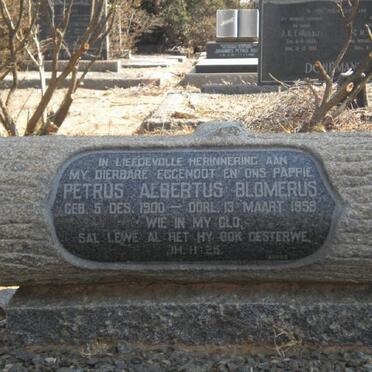 IN LIEFDEVOLLE HERINNERING AAN
MY DIERBARE EGGENOOT EN ONS PAPPIE
PETRUS ALBERTUS BLOMERUS
GEB. 5 DES. 1900 — OORL. 13 MAART 1958
WIE IN MY GLO,
SAL LEWE AL HET HY OOK GESTERWE,
JH. 11:25.